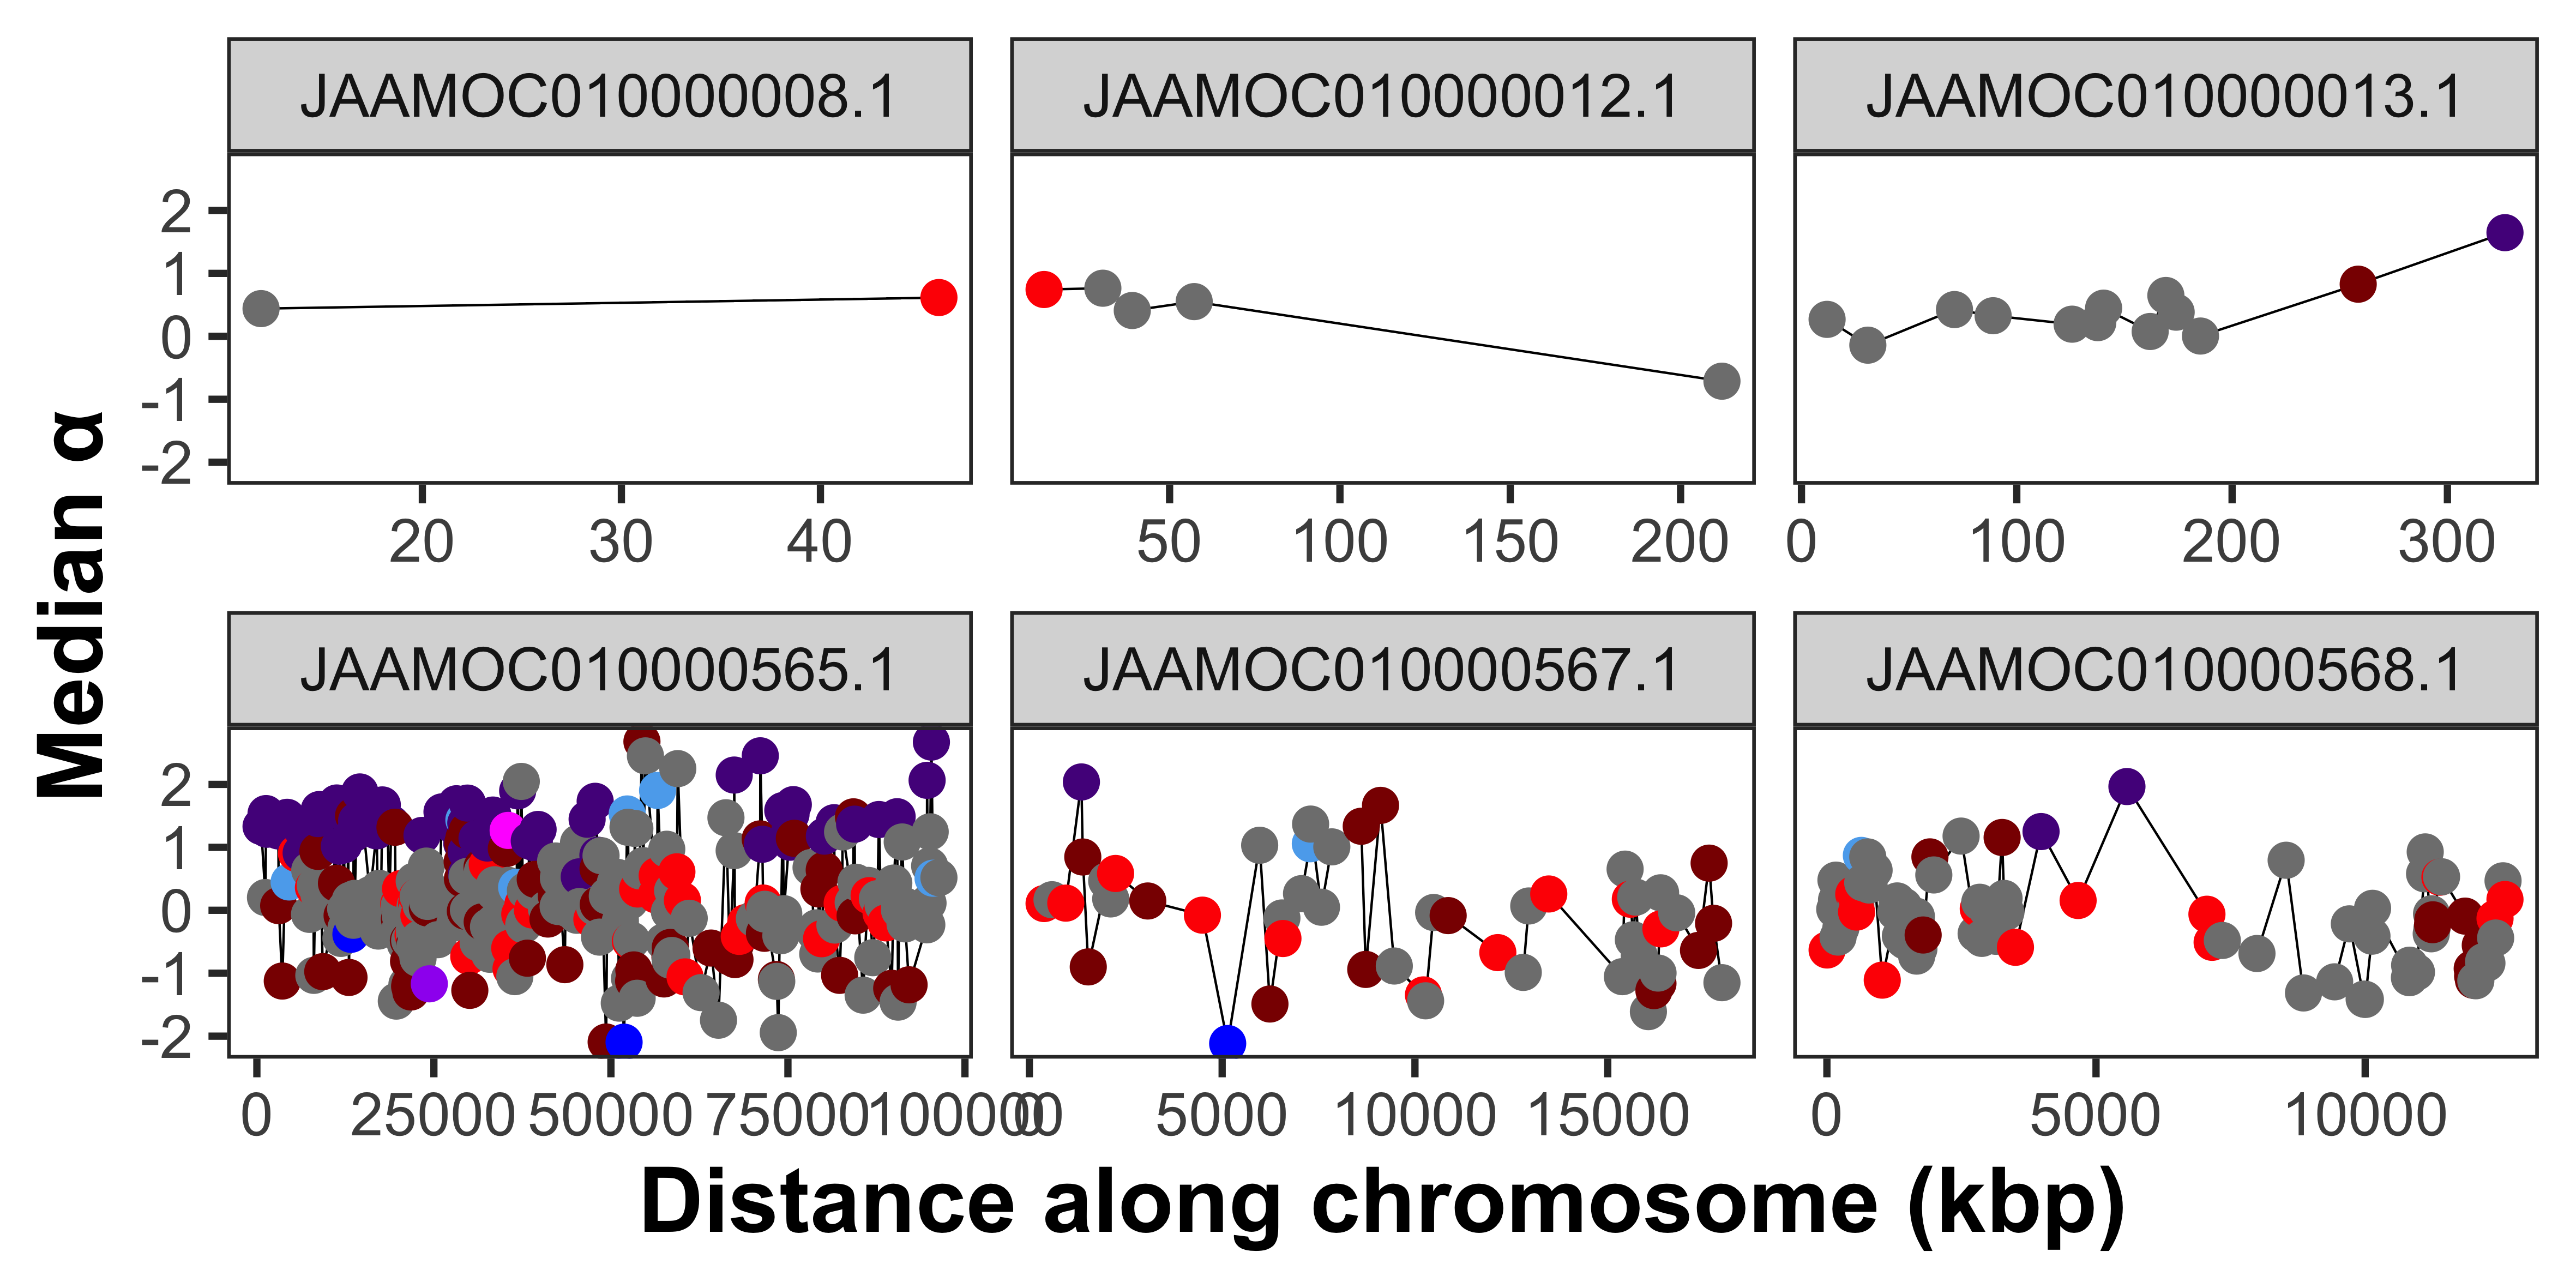 JAAMOC010000008.1 JAAMOC010000012.1 JAAMOC010000013.1
2
1
0
-1
-2
20 30 40 50 100 150 200 0 100 200 300
Median α
JAAMOC010000565.1 JAAMOC010000567.1 JAAMOC010000568.1
2
1
0
-1
-2
0 25000 50000 75000 100000 0 5000 10000 15000 0 5000 10000
Distance along chromosome (kbp)